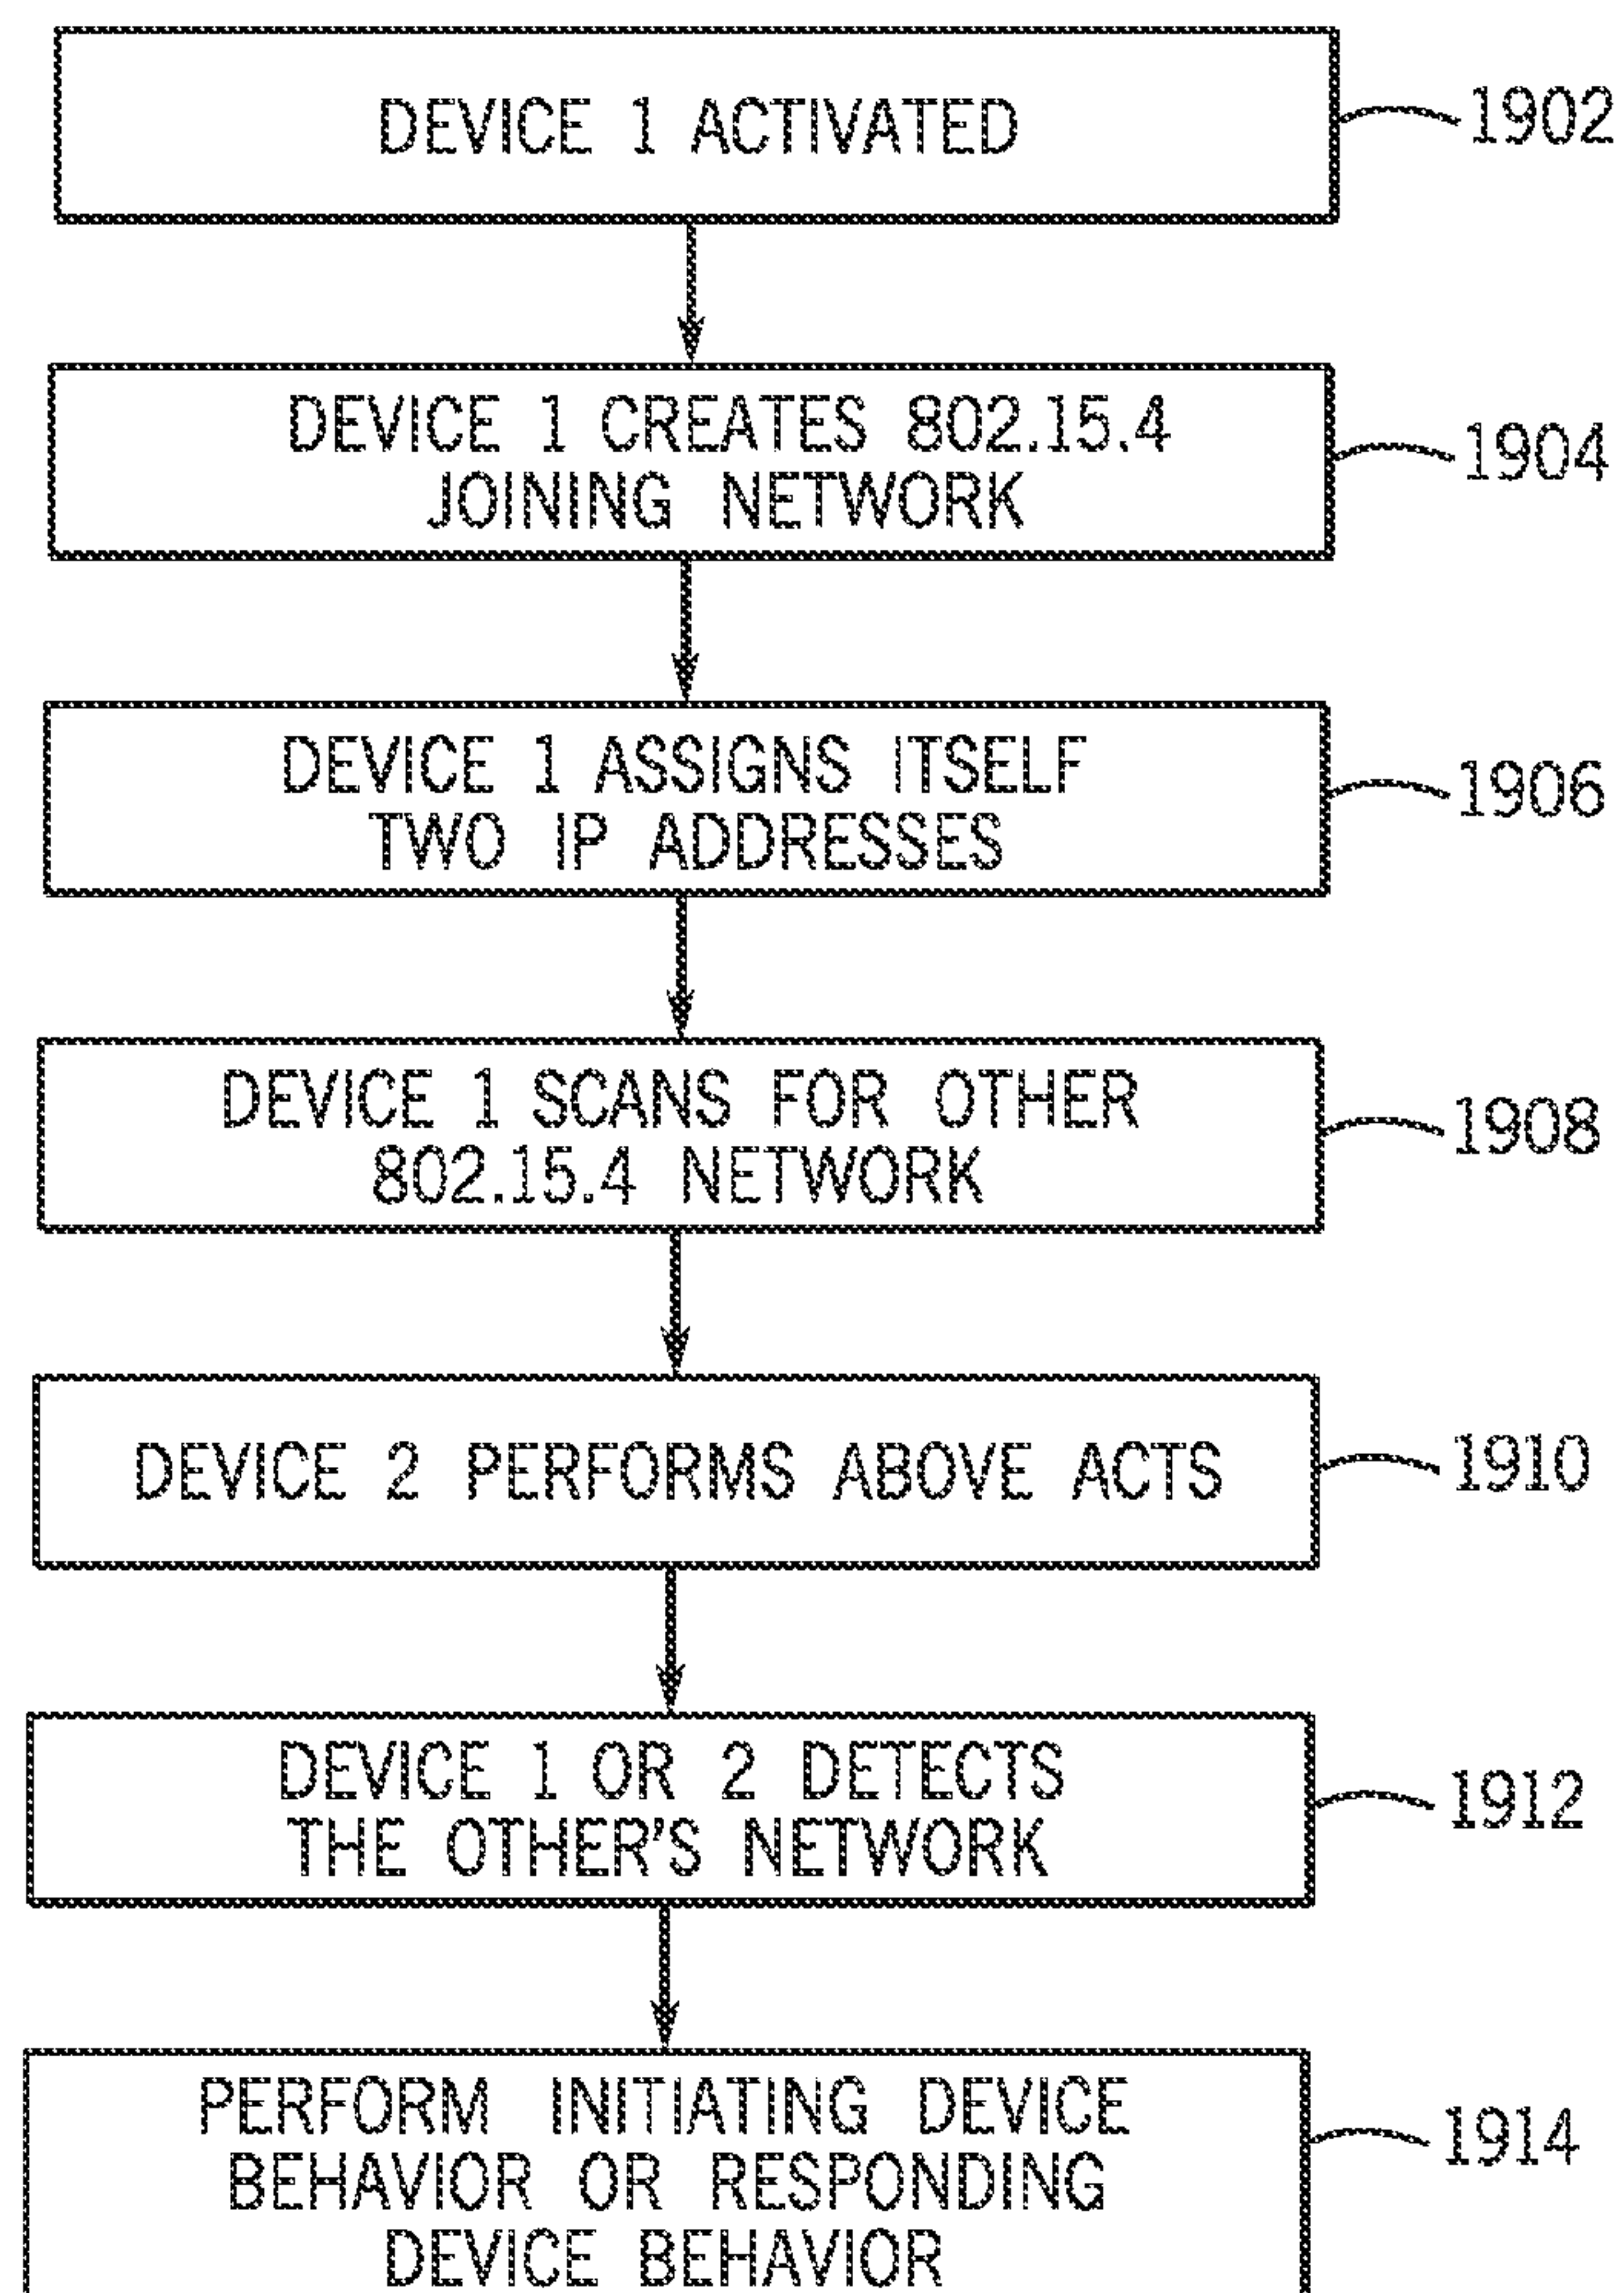 DEVICE 1 ACTIVATED
1902
DEVICE 1 CREATES 802.15.4
JOINING NETWORK
1904
DEVICE 1 ASSIGNS ITSELF
TWO IP ADDRESSES
1906
DEVICE 1 SCANS FOR OTHER
802.15.4 NETWORK
1908
DEVICE 2 PERFORMS ABOVE ACTS
1910
DEVICE 1 OR 2 DETECTS
THE OTHER'S NETWORK
1912
PERFORM INITIATING DEVICE
BEHAVIOR OR RESPONDING
DEVICE BEHAVIOR
1914